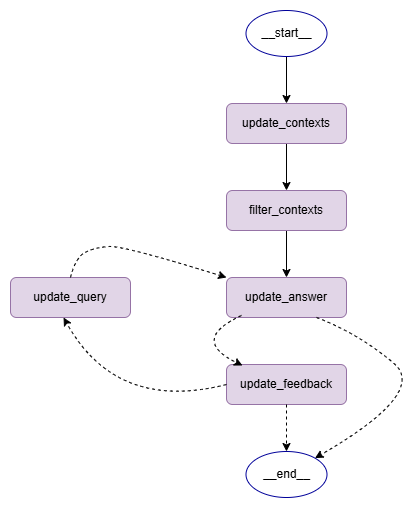 __start__
update_contexts
filter_contexts
update_query
update_answer
update_feedback
__end__